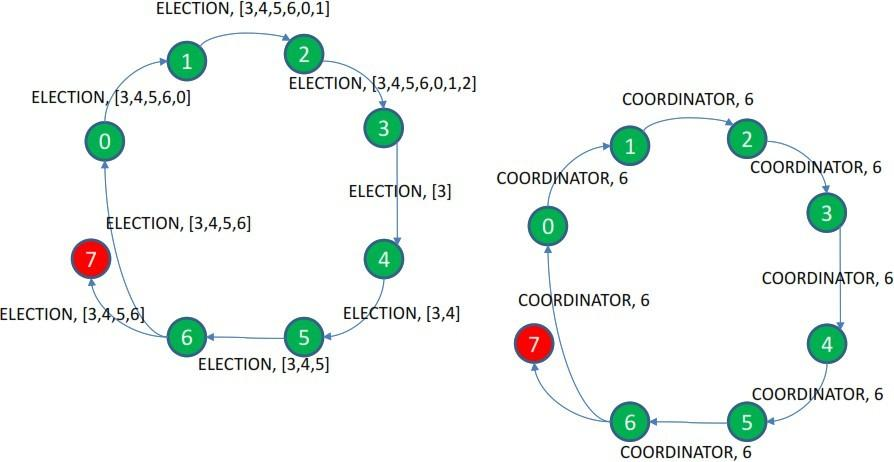 ELECTION, [3,4,5,6,0,1]
1
2
ELECTION, [3,4,5,6,0,1,2]
ELECTION, [3,4,5,6,0]
3
0
ELECTION, [3]
ELECTION, [3,4,5,6]
7
4
ELECTION, [3,4,5,6]
ELECTION, [3,4]
6
5
ELECTION, [3,4,5]
COORDINATOR, 6
1
2
COORDINATOR, 6
COORDINATOR, 6
3
0
COORDINATOR, 6
COORDINATOR, 6
7
4
COORDINATOR, 6
6
5
COORDINATOR, 6